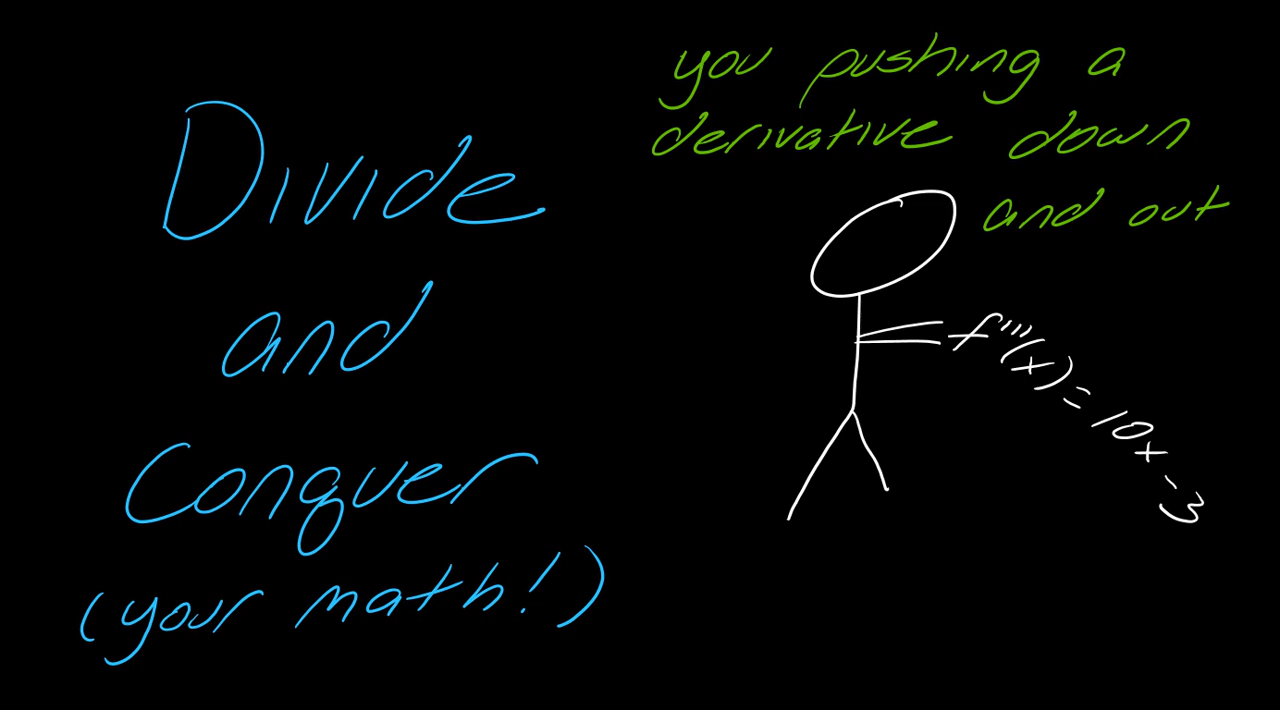 Divide
and
Conquer
(your math!)
you pushing a
derivative down
and out
f'''(x) = 10x - 3